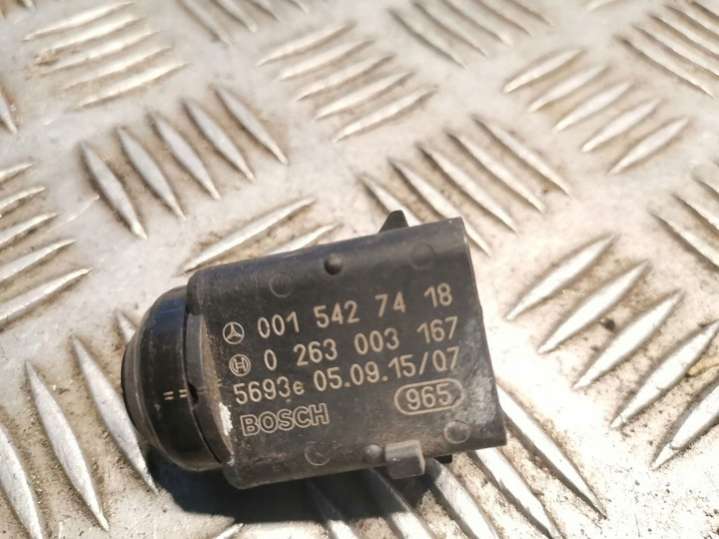 001 542 74 18
0 263 003 167
5693e 05.09.15/07
BOSCH 965